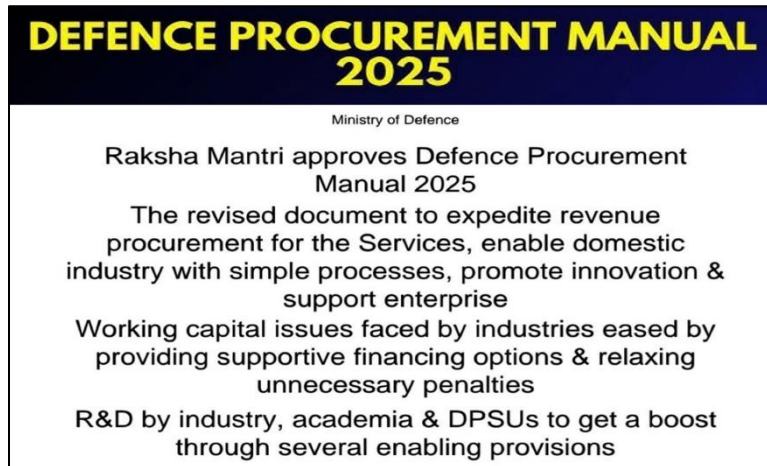 DEFENCE PROCUREMENT MANUAL
2025
Ministry of Defence
Raksha Mantri approves Defence Procurement
Manual 2025
The revised document to expedite revenue
procurement for the Services, enable domestic
industry with simple processes, promote innovation &
support enterprise
Working capital issues faced by industries eased by
providing supportive financing options & relaxing
unnecessary penalties
R&D by industry, academia & DPSUs to get a boost
through several enabling provisions